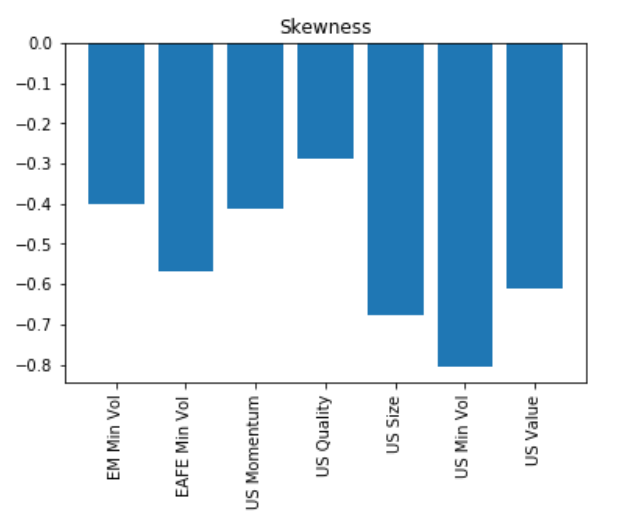 Skewness
0.0
−0.1
−0.2
−0.3
−0.4
−0.5
−0.6
−0.7
−0.8
EM Min Vol
EAFE Min Vol
US Momentum
US Quality
US Size
US Min Vol
US Value